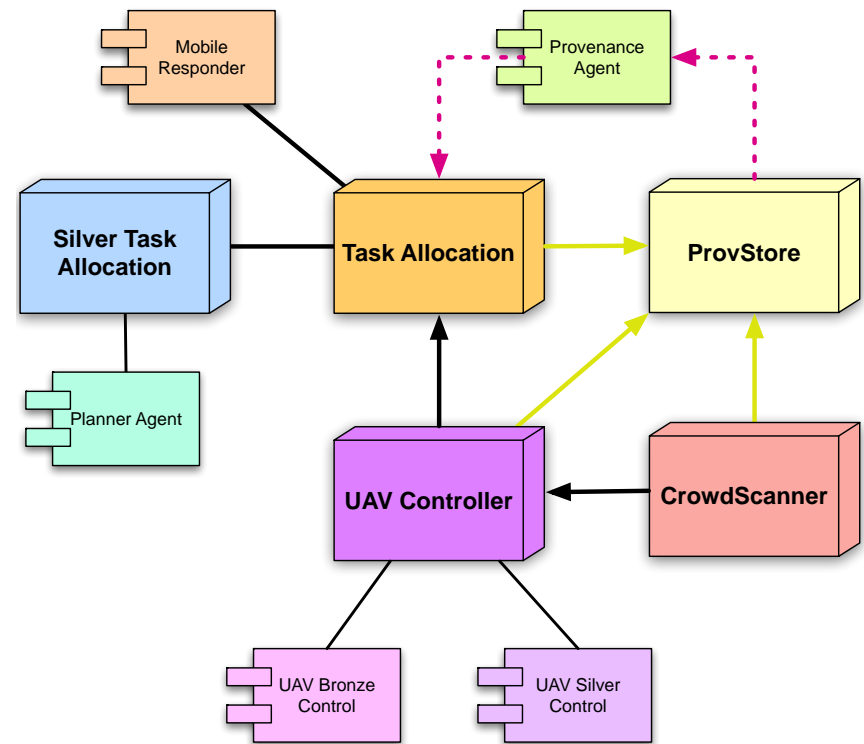 Mobile
Responder
Provenance
Agent
Silver Task
Allocation
Task Allocation
ProvStore
Planner Agent
UAV Controller
CrowdScanner
UAV Bronze
Control
UAV Silver
Control